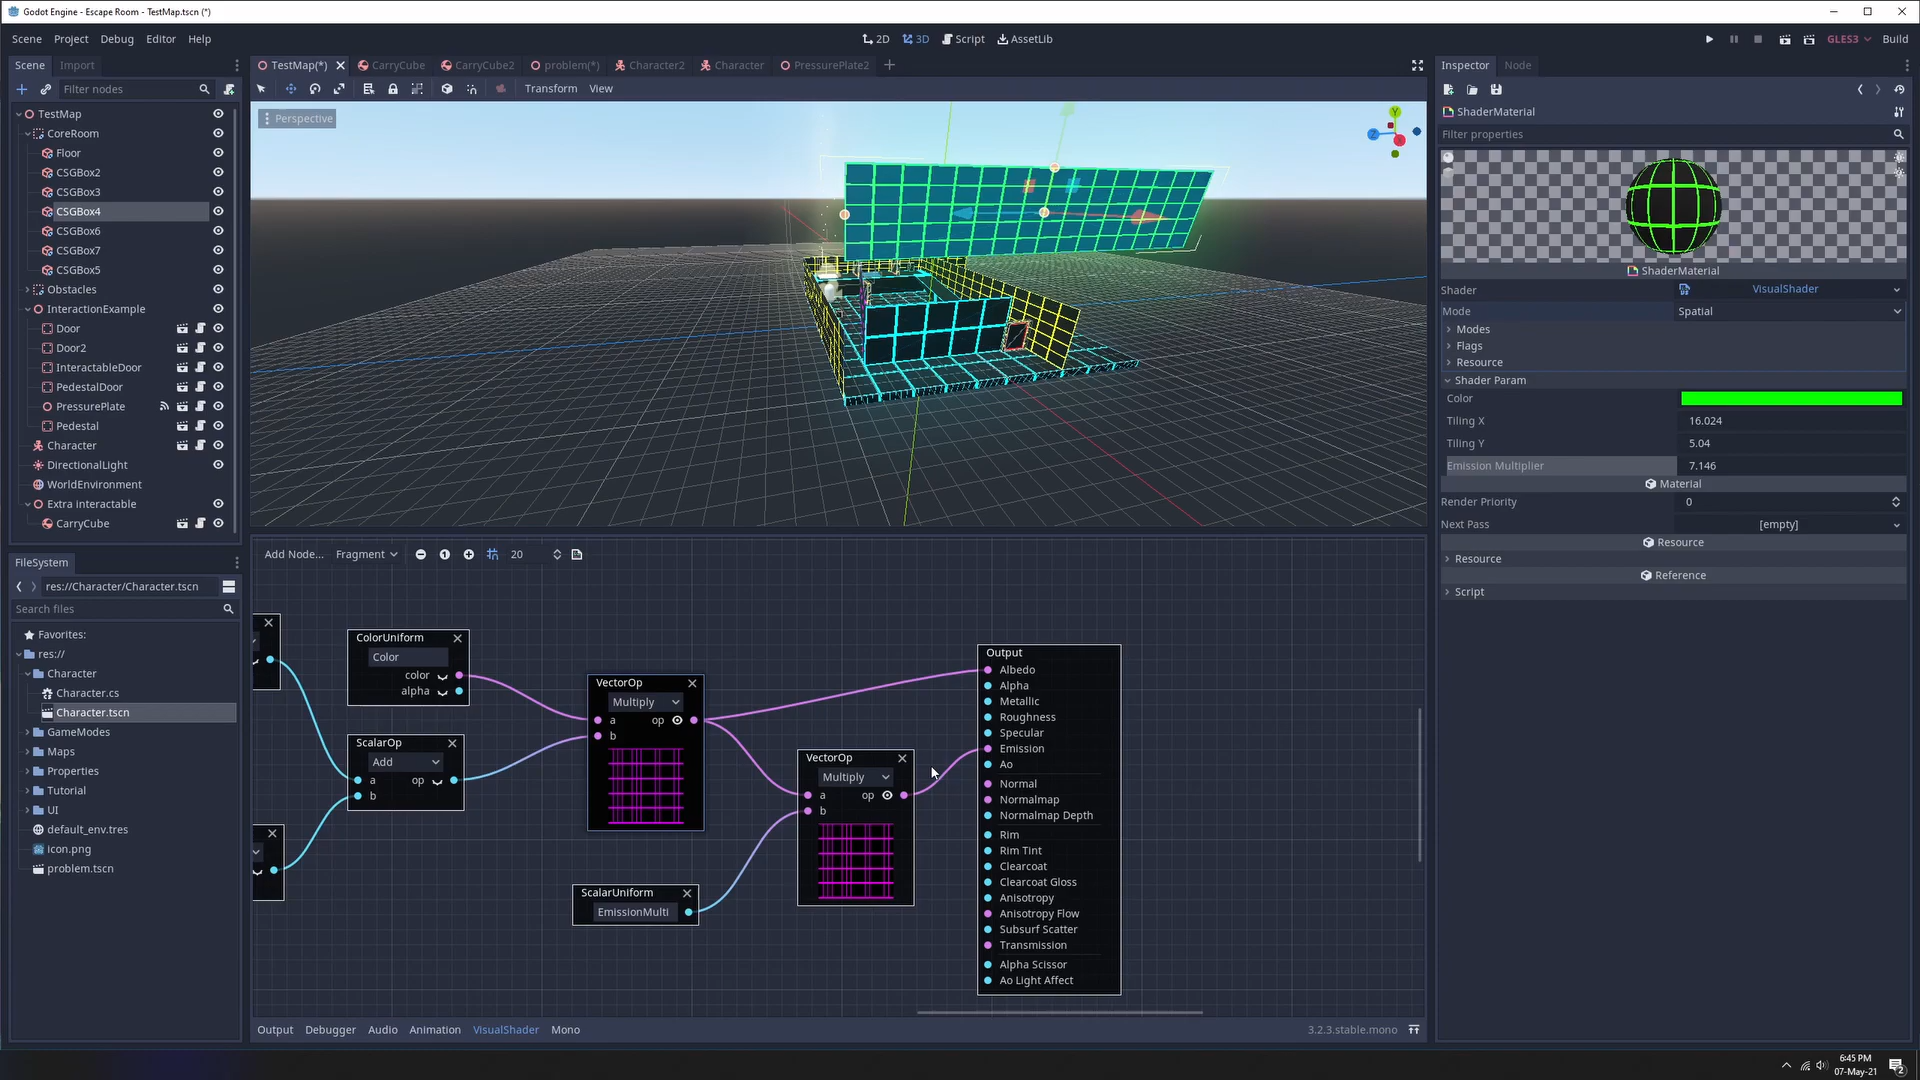 Godot Engine - Escape Room - TestMap.tscn (*)
Scene Project Debug Editor Help
2D 3D Script AssetLib
GLES3 Build
Scene Import
TestMap(*) CarryCube CarryCube2 problem(*) Character2 Character PressurePlate2
Inspector Node
Filter nodes
Transform View
TestMap
CoreRoom
Floor
CSGBox2
CSGBox3
CSGBox4
CSGBox6
CSGBox7
CSGBox5
Obstacles
InteractionExample
Door
Door2
InteractableDoor
PedestalDoor
PressurePlate
Pedestal
Character
DirectionalLight
WorldEnvironment
Extra interactable
CarryCube
FileSystem
res://Character/Character.tscn
Search files
Favorites:
res://
Character
Character.cs
Character.tscn
GameModes
Maps
Properties
Tutorial
UI
default_env.tres
icon.png
problem.tscn
Perspective
Y
Z
Add Node... Fragment 20
ColorUniform
Color
color
alpha
ScalarOp
Add
a op
b
VectorOp
Multiply
a op
b
ScalarUniform
EmissionMulti
VectorOp
Multiply
a op
b
Output
Albedo
Alpha
Metallic
Roughness
Specular
Emission
Ao
Normal
Normalmap
Normalmap Depth
Rim
Rim Tint
Clearcoat
Clearcoat Gloss
Anisotropy
Anisotropy Flow
Subsurf Scatter
Transmission
Alpha Scissor
Ao Light Affect
Output Debugger Audio Animation VisualShader Mono
3.2.3.stable.mono
ShaderMaterial
Filter properties
ShaderMaterial
Shader VisualShader
Mode Spatial
Modes
Flags
Resource
Shader Param
Color
Tiling X 16.024
Tiling Y 5.04
Emission Multiplier 7.146
Material
Render Priority 0
Next Pass [empty]
Resource
Resource
Reference
Script
6:45 PM
07-May-21
2